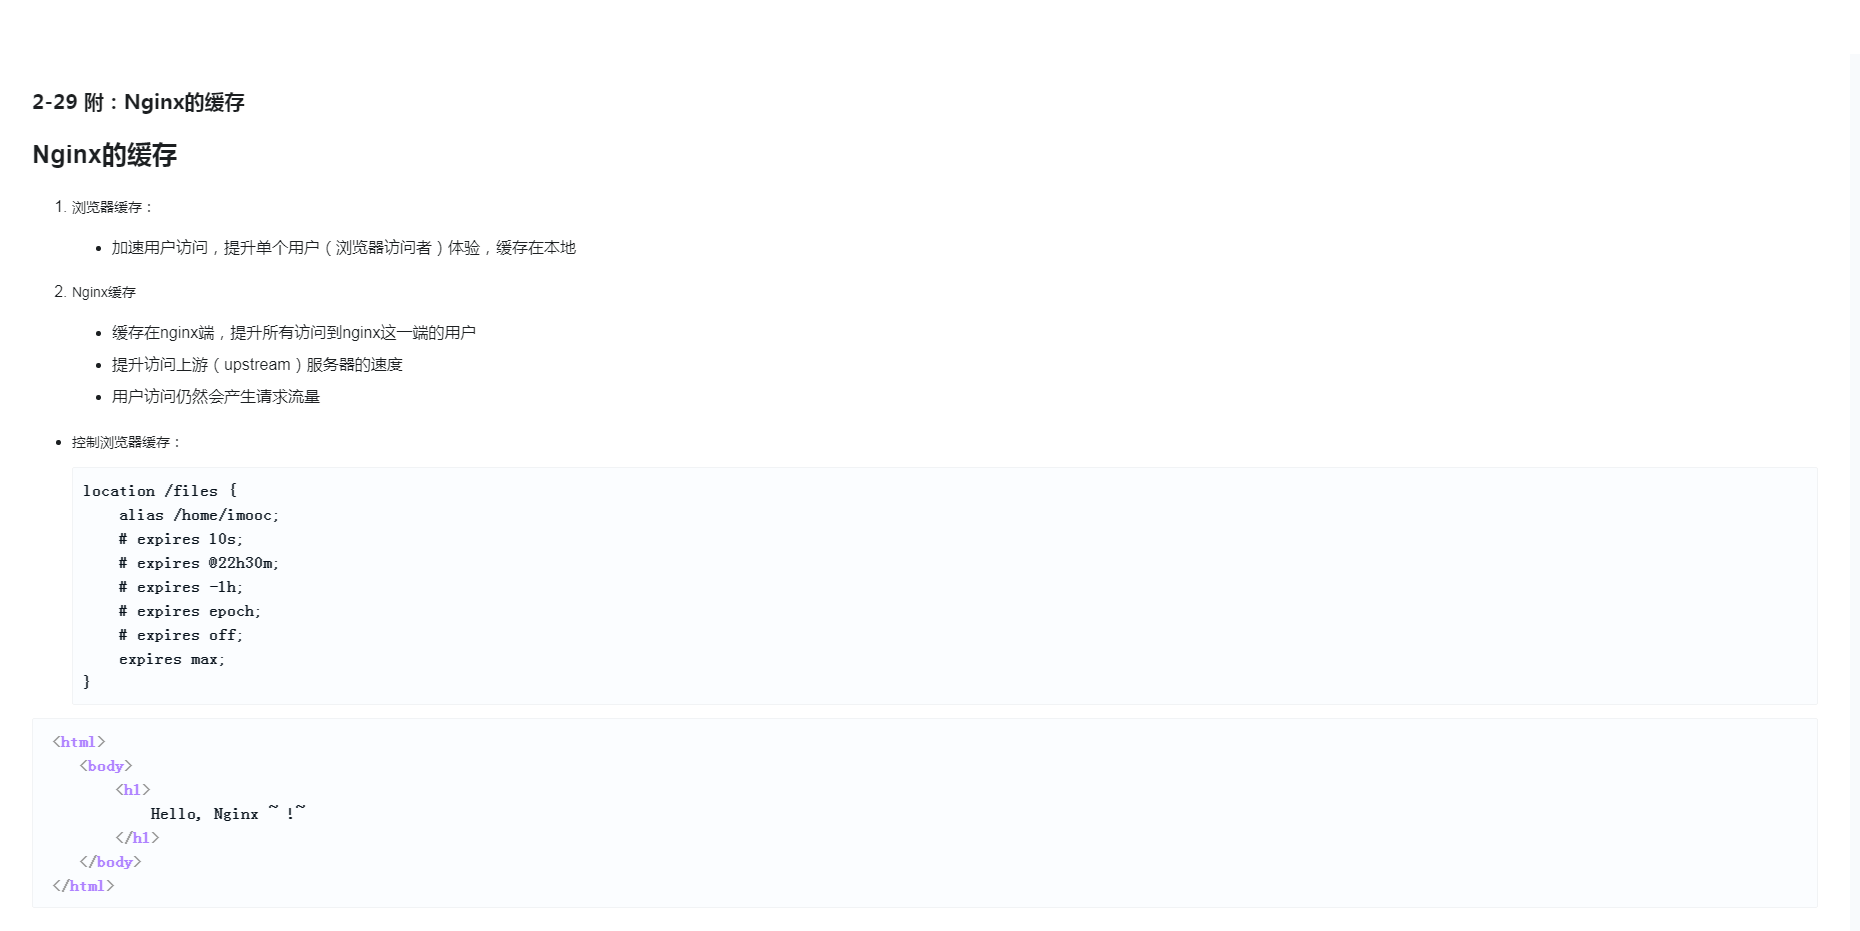 2-29 附：Nginx的缓存
Nginx的缓存
1. 浏览器缓存：
• 加速用户访问，提升单个用户（浏览器访问者）体验，缓存在本地
2. Nginx缓存
• 缓存在nginx端，提升所有访问到nginx这一端的用户
• 提升访问上游（upstream）服务器的速度
• 用户访问仍然会产生请求流量
• 控制浏览器缓存：
location /files {
    alias /home/imooc;
    # expires 10s;
    # expires @22h30m;
    # expires -1h;
    # expires epoch;
    # expires off;
    expires max;
}
<html>
   <body>
       <h1>
           Hello, Nginx ~ !~
       </h1>
   </body>
</html>